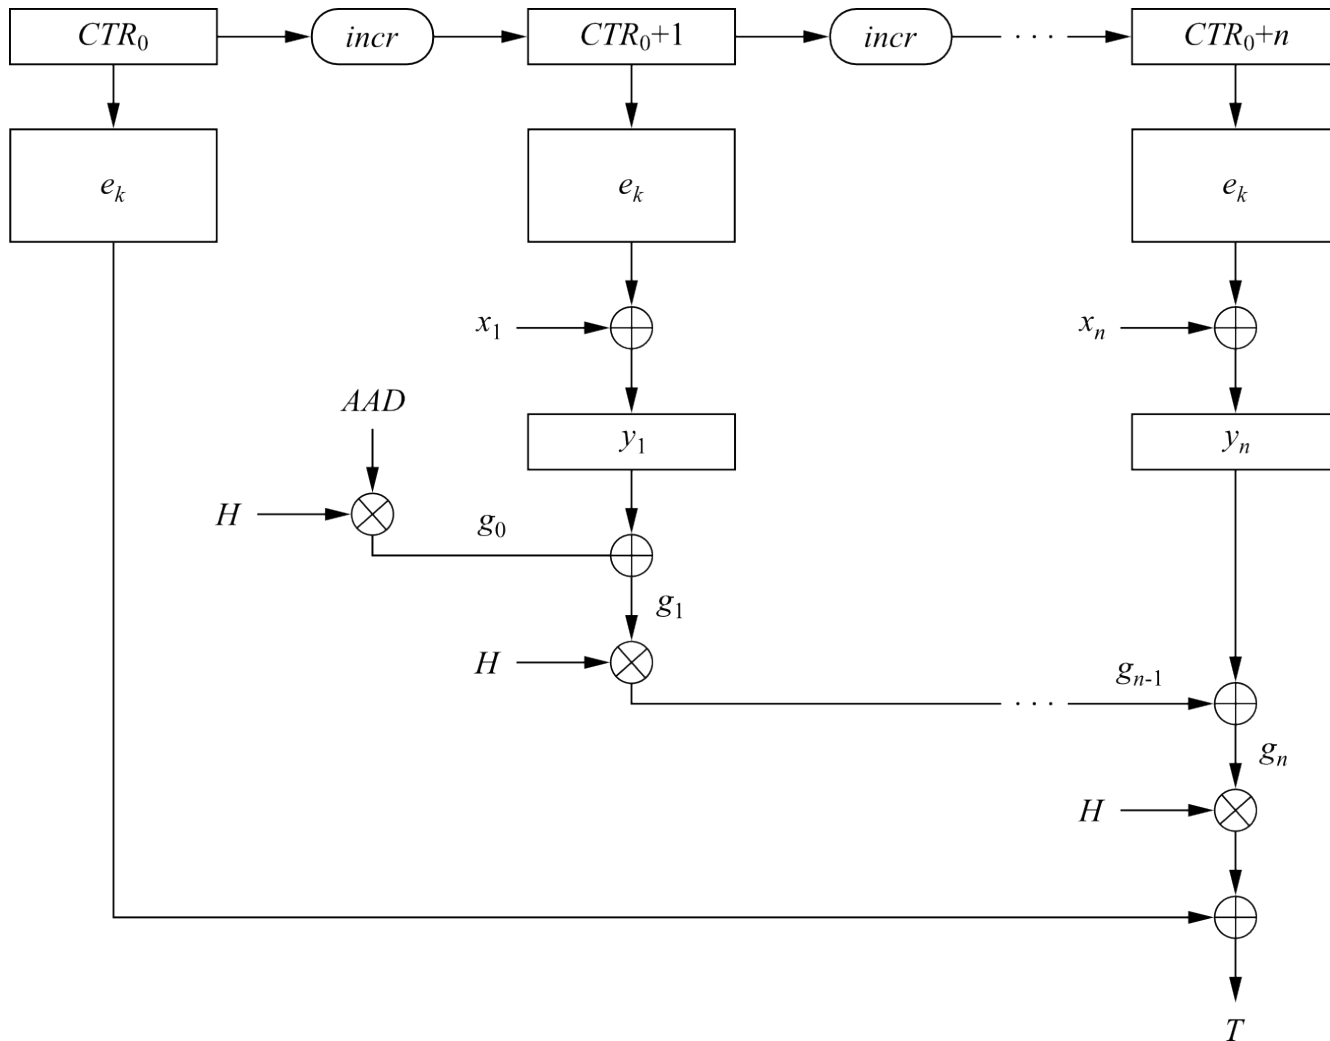 CTR₀ incr CTR₀+1 incr · · · CTR₀+n
eₖ eₖ eₖ
x₁ xₙ
AAD
y₁ yₙ
H g₀
g₁
H gₙ₋₁
· · ·
gₙ
H
T